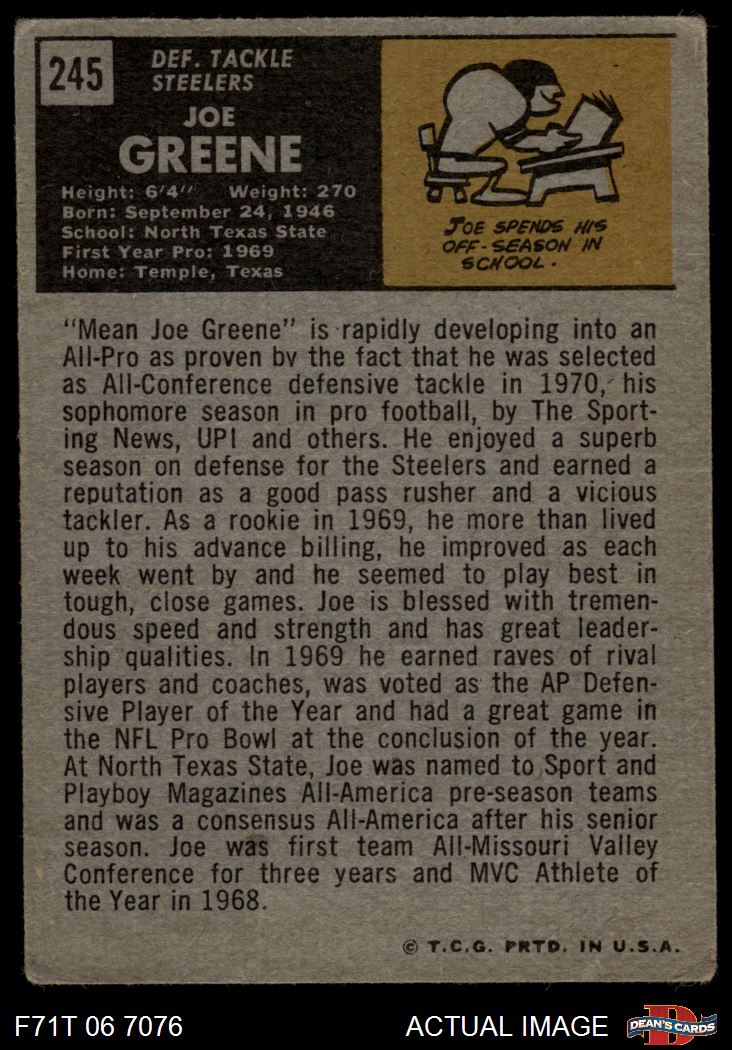 245
DEF. TACKLE
STEELERS
JOE
GREENE
Height: 6'4" Weight: 270
Born: September 24, 1946
School: North Texas State
First Year Pro: 1969
Home: Temple, Texas
JOE SPENDS HIS
OFF-SEASON IN
SCHOOL.
"Mean Joe Greene" is rapidly developing into an
All-Pro as proven by the fact that he was selected
as All-Conference defensive tackle in 1970, his
sophomore season in pro football, by The Sport-
ing News, UPI and others. He enjoyed a superb
season on defense for the Steelers and earned a
reputation as a good pass rusher and a vicious
tackler. As a rookie in 1969, he more than lived
up to his advance billing, he improved as each
week went by and he seemed to play best in
tough, close games. Joe is blessed with tremen-
dous speed and strength and has great leader-
ship qualities. In 1969 he earned raves of rival
players and coaches, was voted as the AP Defen-
sive Player of the Year and had a great game in
the NFL Pro Bowl at the conclusion of the year.
At North Texas State, Joe was named to Sport and
Playboy Magazines All-America pre-season teams
and was a consensus All-America after his senior
season. Joe was first team All-Missouri Valley
Conference for three years and MVC Athlete of
the Year in 1968.
© T.C.G. PRTD. IN U.S.A.
F71T 06 7076
ACTUAL IMAGE
D
DEAN'S CARDS